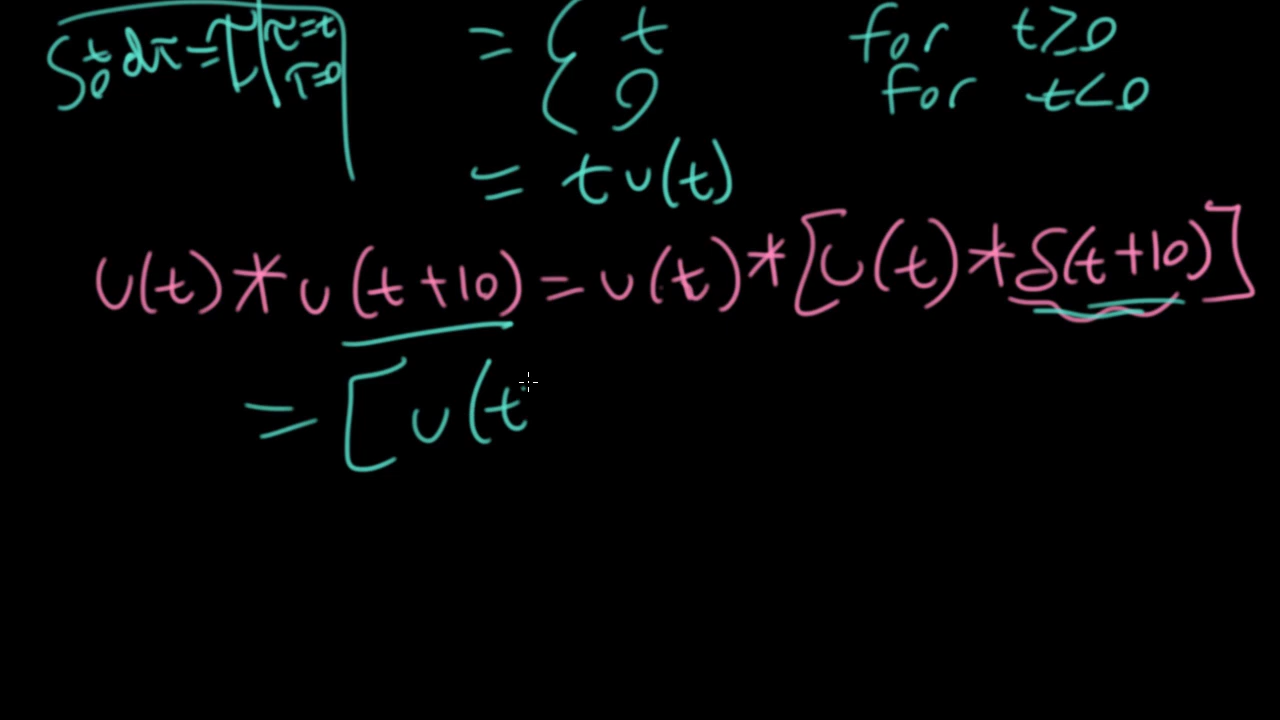 ∫₀ᵗ dτ = τ |τ=t τ=0
= { t for t≥0
0 for t<0
= t u(t)
u(t) * u(t+10) = u(t) * [u(t) * δ(t+10)]
= [u(t